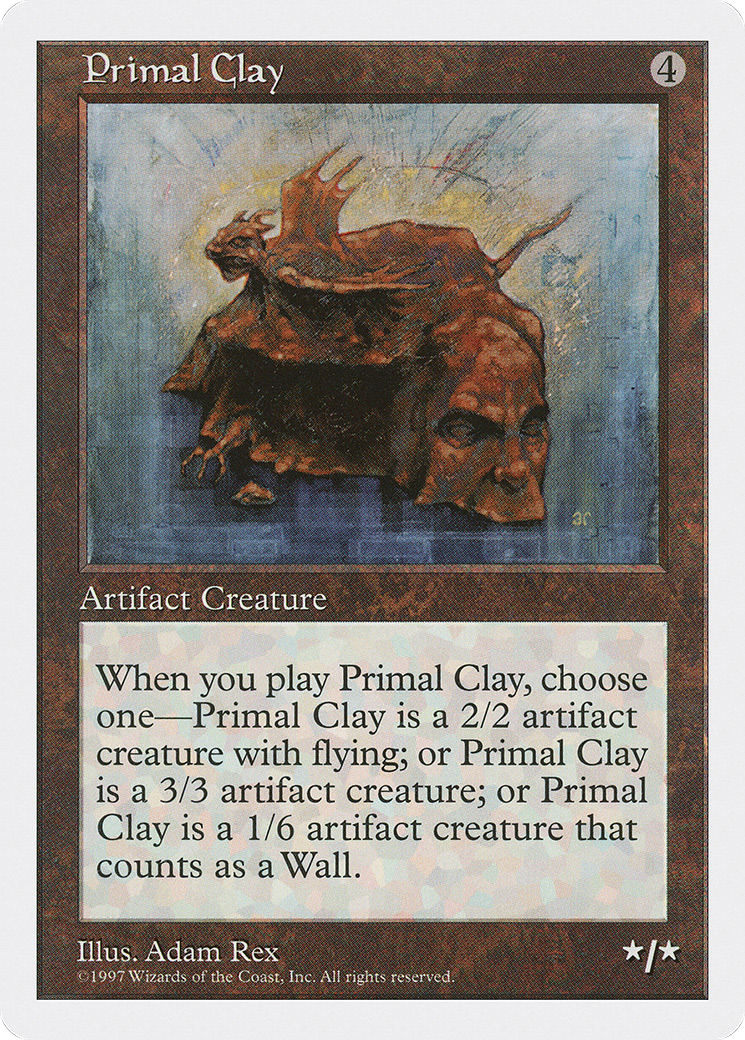 Primal Clay
4
Artifact Creature
When you play Primal Clay, choose
one—Primal Clay is a 2/2 artifact
creature with flying; or Primal Clay
is a 3/3 artifact creature; or Primal
Clay is a 1/6 artifact creature that
counts as a Wall.
Illus. Adam Rex
★/★
©1997 Wizards of the Coast, Inc. All rights reserved.